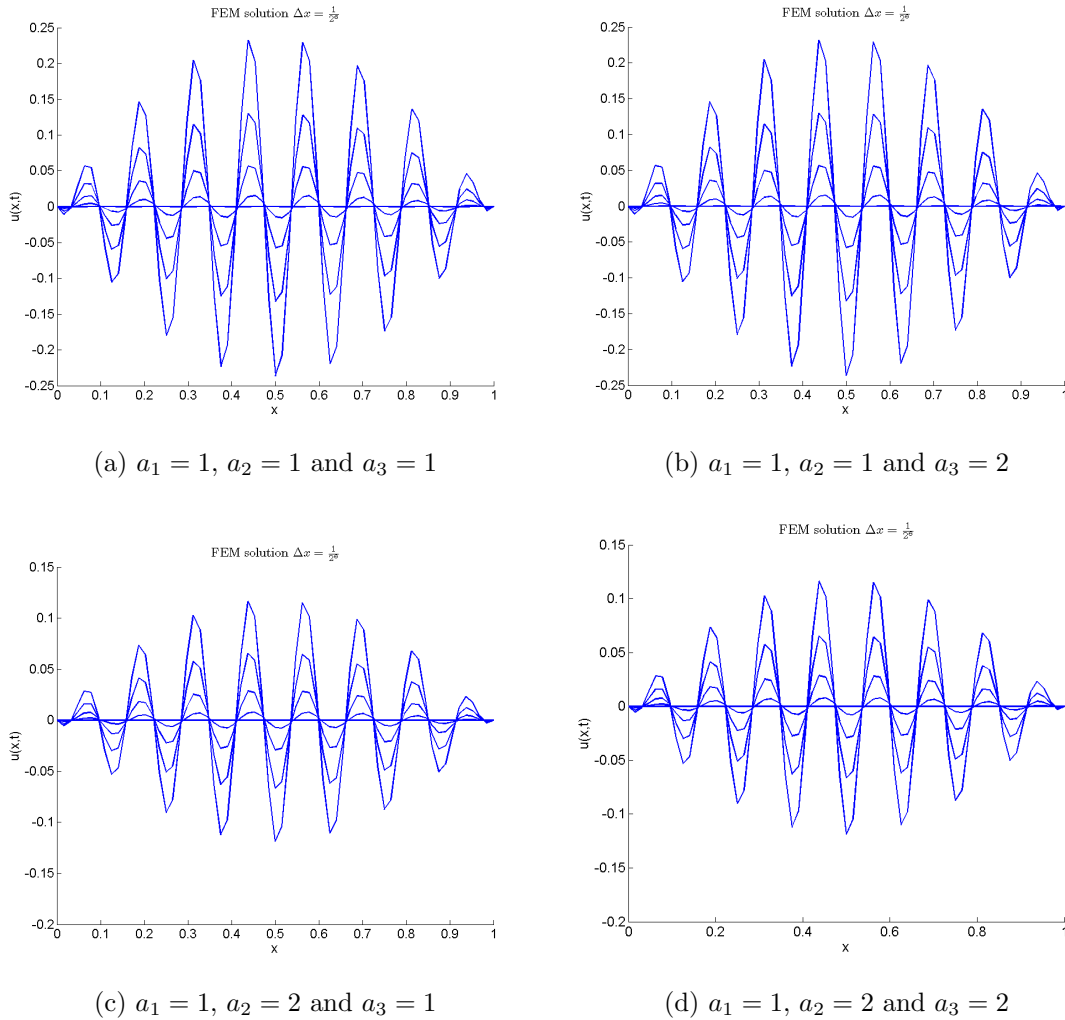 FEM solution Δx = 1/2⁶
0.25
0.2
0.15
0.1
0.05
0
-0.05
-0.1
-0.15
-0.2
-0.25
u(x,t)
0 0.1 0.2 0.3 0.4 0.5 0.6 0.7 0.8 0.9 1
x
(a) a₁ = 1, a₂ = 1 and a₃ = 1
FEM solution Δx = 1/2⁶
0.25
0.2
0.15
0.1
0.05
0
-0.05
-0.1
-0.15
-0.2
-0.25
u(x,t)
0 0.1 0.2 0.3 0.4 0.5 0.6 0.7 0.8 0.9 1
x
(b) a₁ = 1, a₂ = 1 and a₃ = 2
FEM solution Δx = 1/2⁶
0.15
0.1
0.05
0
-0.05
-0.1
-0.15
-0.2
u(x,t)
0 0.1 0.2 0.3 0.4 0.5 0.6 0.7 0.8 0.9 1
x
(c) a₁ = 1, a₂ = 2 and a₃ = 1
FEM solution Δx = 1/2⁶
0.15
0.1
0.05
0
-0.05
-0.1
-0.15
-0.2
u(x,t)
0 0.2 0.4 0.6 0.8 1
x
(d) a₁ = 1, a₂ = 2 and a₃ = 2